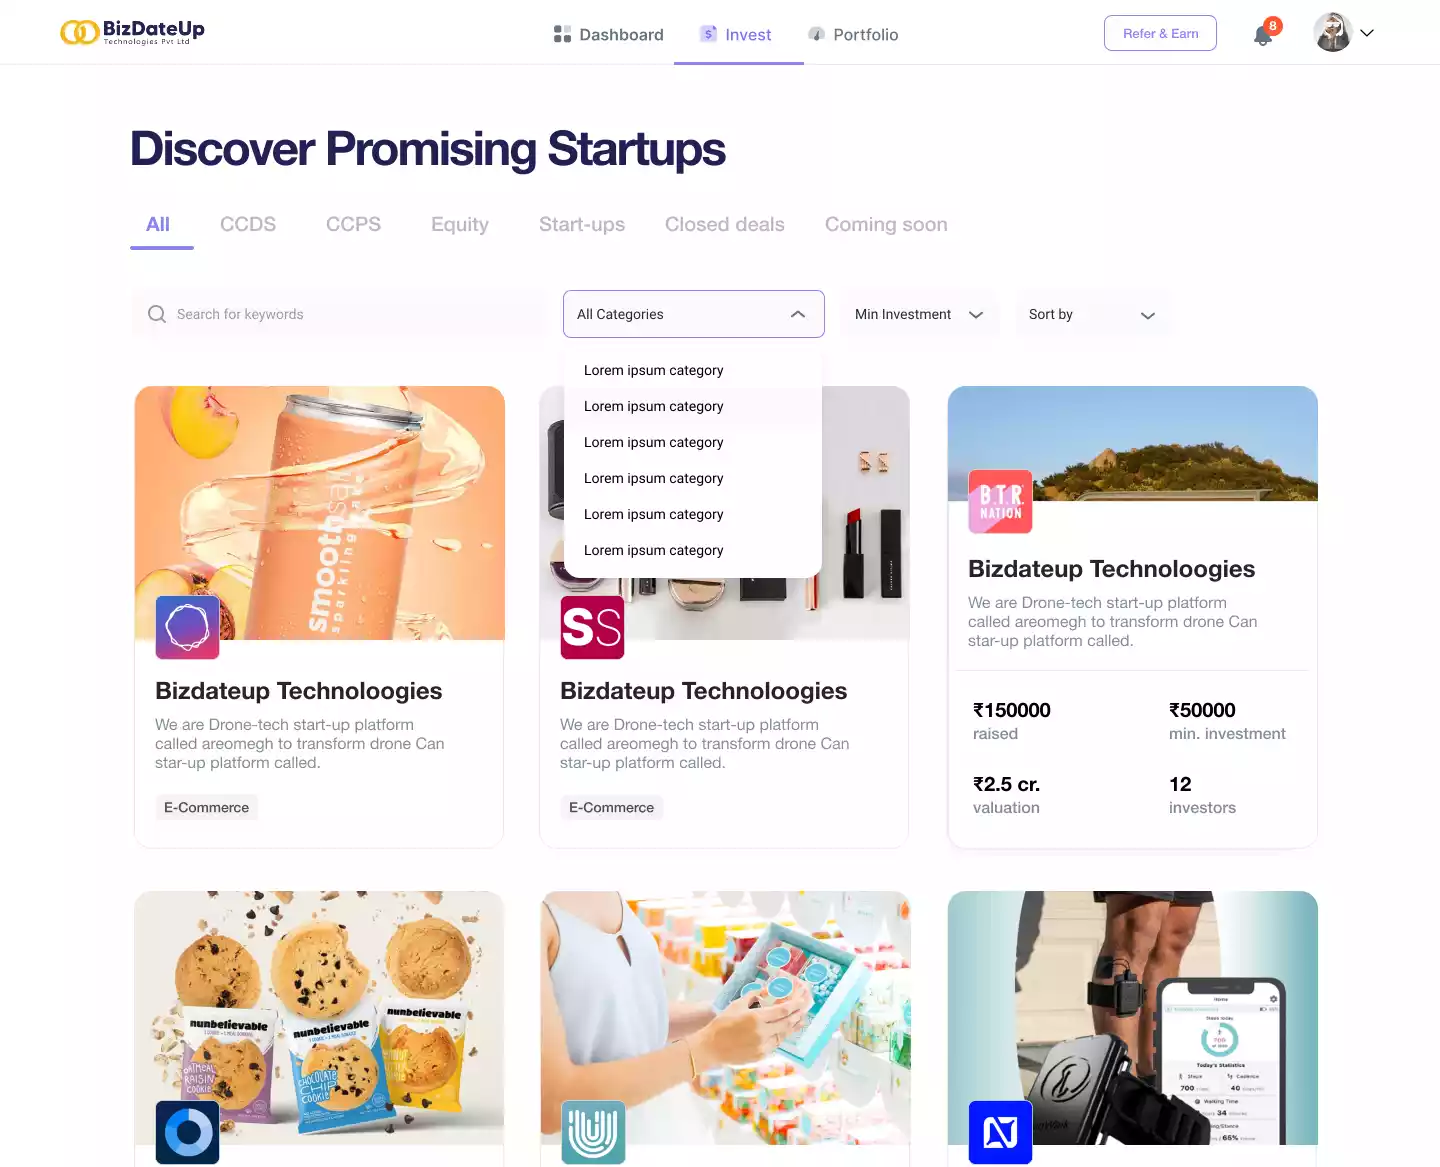 BizDateUp
Technologies Pvt Ltd
Dashboard
Invest
Portfolio
Refer & Earn
8
Discover Promising Startups
All
CCDS
CCPS
Equity
Start-ups
Closed deals
Coming soon
Search for keywords
All Categories
Min Investment
Sort by
Lorem ipsum category
Lorem ipsum category
Lorem ipsum category
Lorem ipsum category
Lorem ipsum category
Lorem ipsum category
smooth
sparkling
SS
B.T.R.
NATION
Bizdateup Technoloogies
We are Drone-tech start-up platform
called areomegh to transform drone Can
star-up platform called.
E-Commerce
Bizdateup Technoloogies
We are Drone-tech start-up platform
called areomegh to transform drone Can
star-up platform called.
E-Commerce
Bizdateup Technoloogies
We are Drone-tech start-up platform
called areomegh to transform drone Can
star-up platform called.
₹150000
raised
₹50000
min. investment
₹2.5 cr.
valuation
12
investors
nunbelievable
OATMEAL
RAISIN
COOKIE
nunbelievable
CHOCOLATE
CHIP
COOKIE
nunbelievable
Home
Steps today
700
Today's Statistics
Steps
Cadence
700
40
Walking Time
34
65%